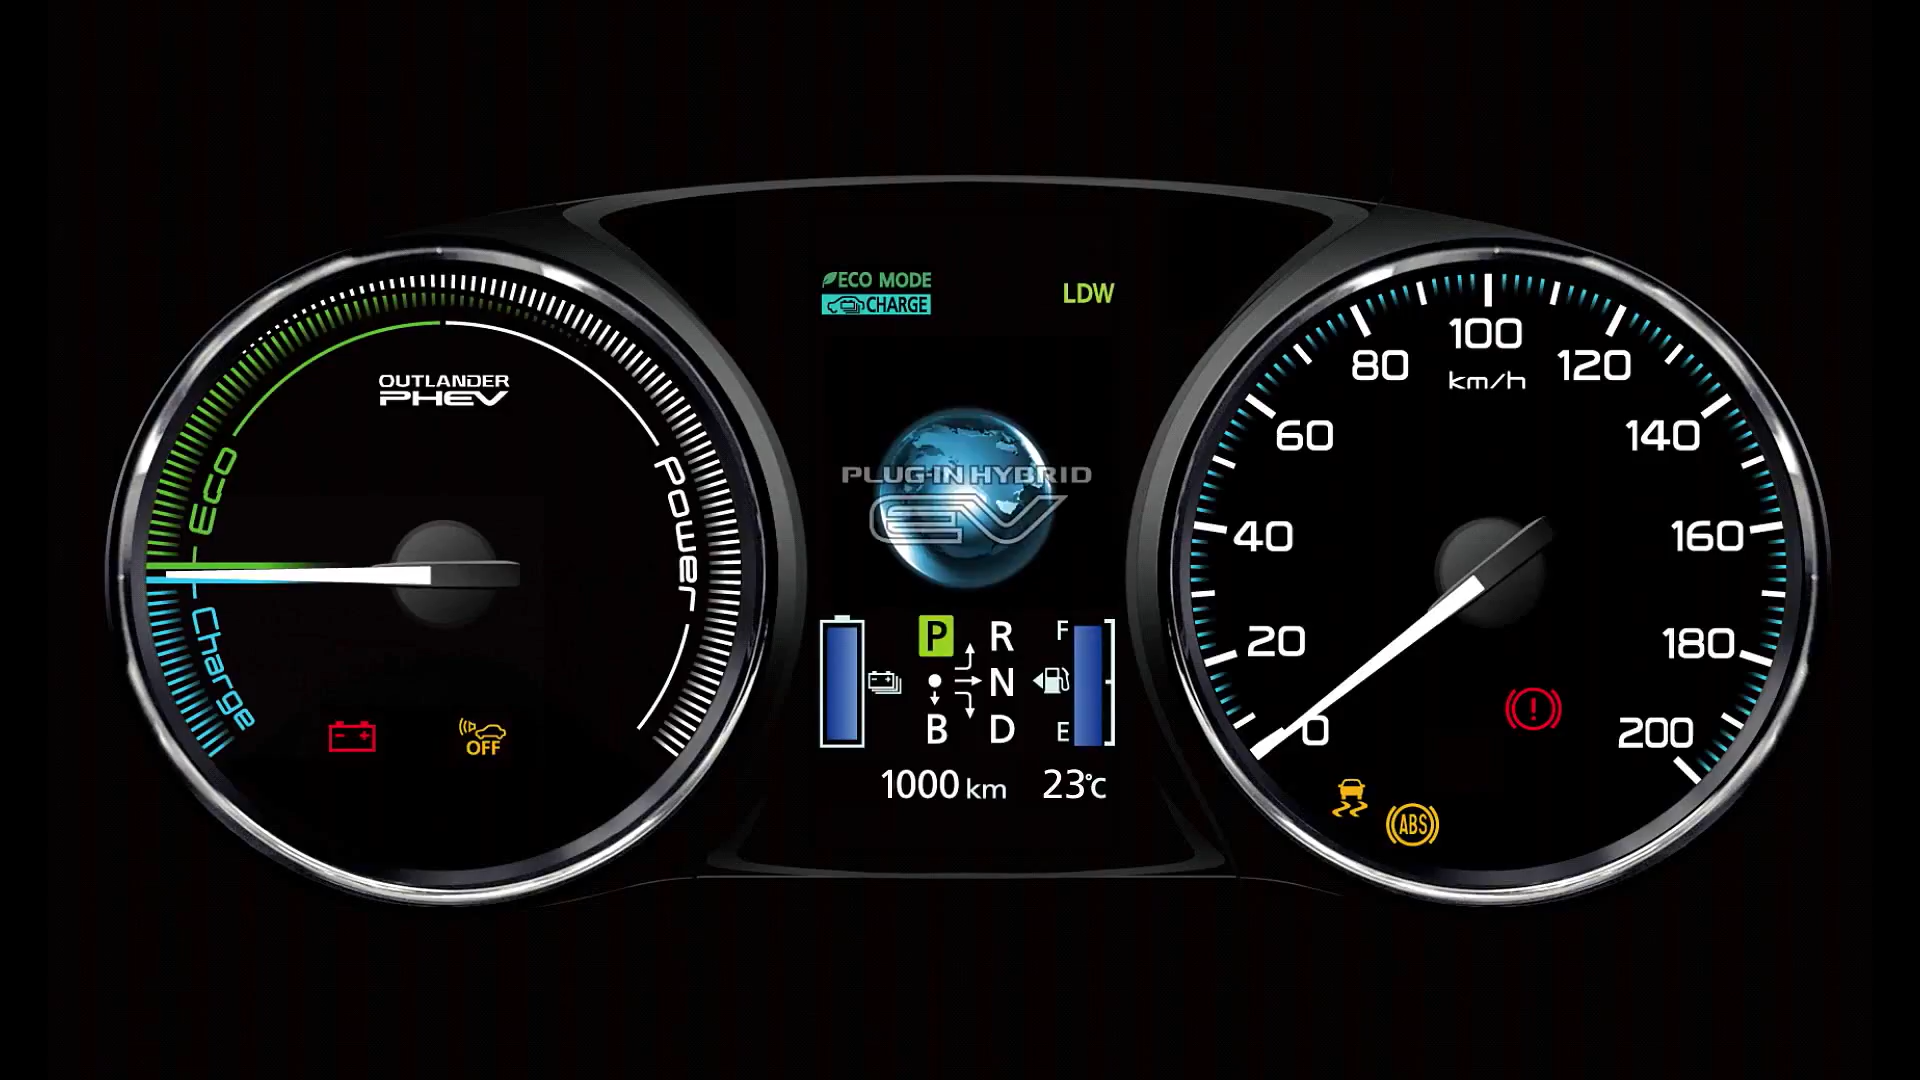 ECO MODE
CHARGE
LDW
OUTLANDER
PHEV
Eco
Charge
Power
OFF
PLUG-IN HYBRID
EV
P R
N
B D
F
E
1000 km 23℃
0
20
40
60
80
100
km/h
120
140
160
180
200
ABS